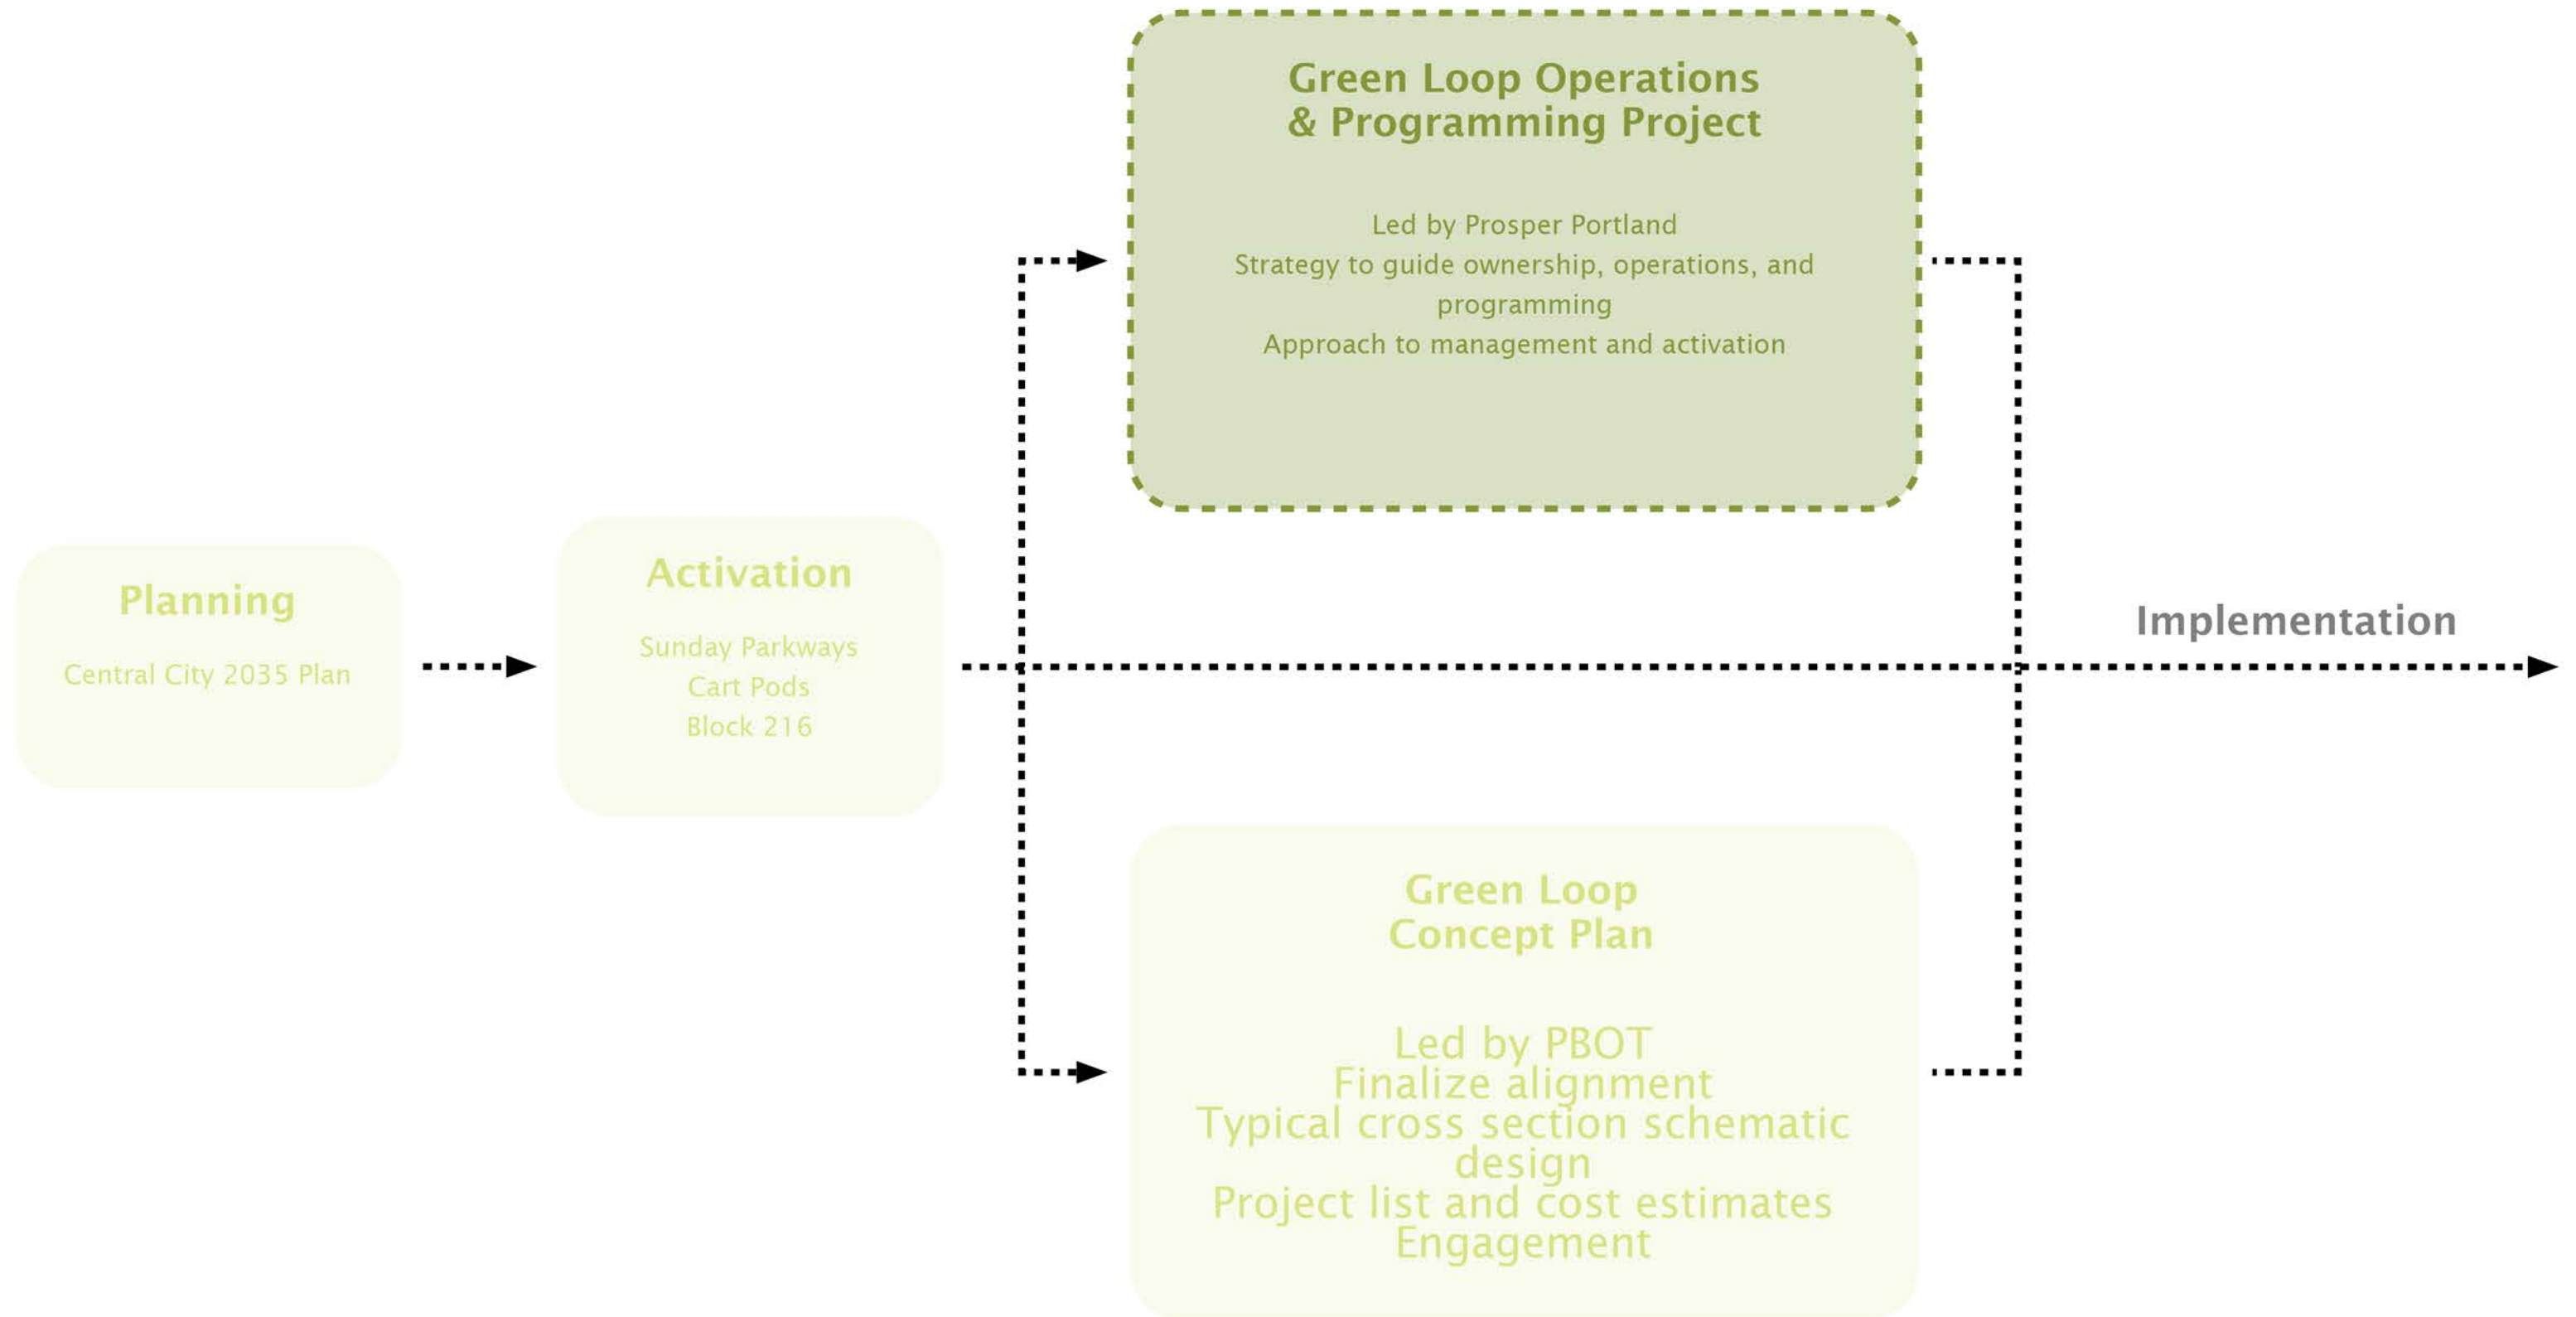 Planning
Central City 2035 Plan
Activation
Sunday Parkways
Cart Pods
Block 216
Green Loop Operations
& Programming Project
Led by Prosper Portland
Strategy to guide ownership, operations, and
programming
Approach to management and activation
Green Loop
Concept Plan
Led by PBOT
Finalize alignment
Typical cross section schematic
design
Project list and cost estimates
Engagement
Implementation